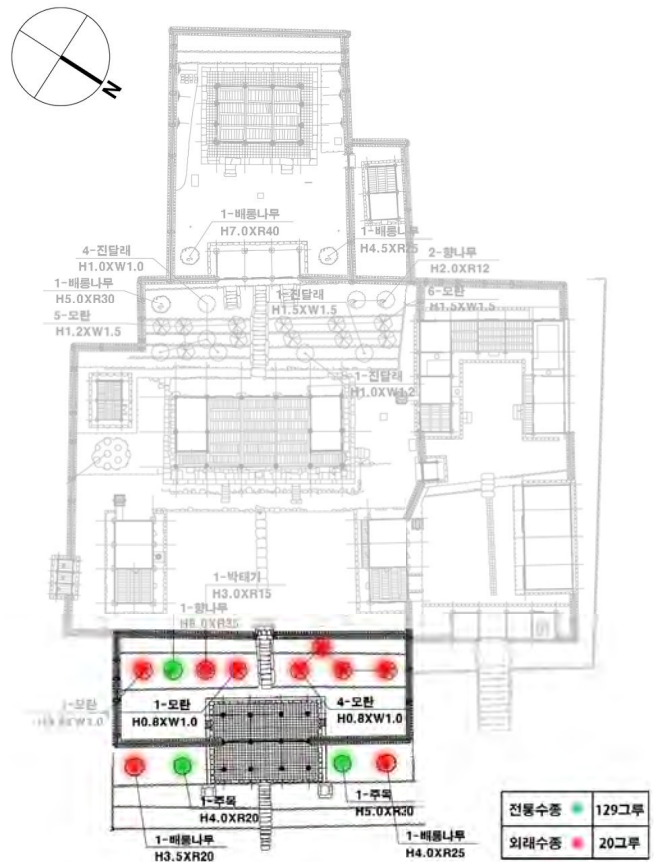 N
1-배롱나무
H7.0XR40
1-배롱나무
H4.5XR25
4-진달래
H1.0XW1.0
2-향나무
H2.0XR12
1-배롱나무
H5.0XR30
1-진달래
H1.5XW1.5
6-모란
H1.5XW1.5
5-모란
H1.2XW1.5
1-진달래
H1.0XW1.2
1-박태기
H3.0XR15
1-향나무
1-모란
1-모란
H0.8XW1.0
4-모란
H0.8XW1.0
1-주목
H4.0XR20
1-주목
H5.0XR30
1-배롱나무
H3.5XR20
1-배롱나무
H4.0XR25
전통수종 129그루
외래수종 20그루